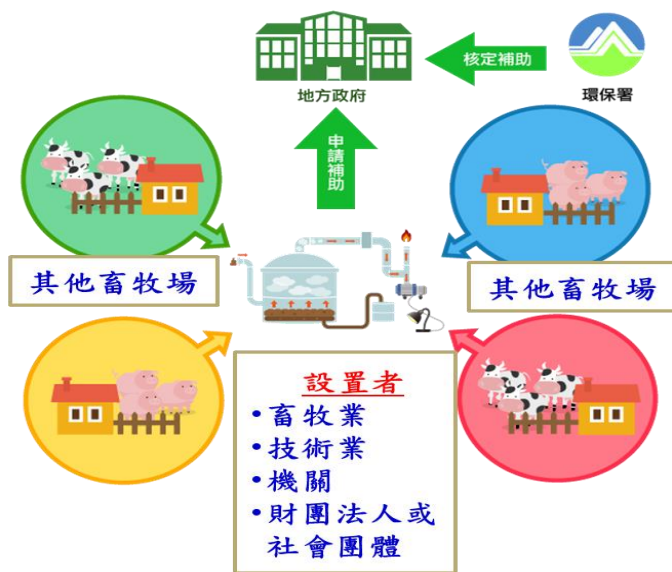 核定補助
地方政府
環保署
申請補助
其他畜牧場
其他畜牧場
設置者
•畜牧業
•技術業
•機關
•財團法人或
社會團體